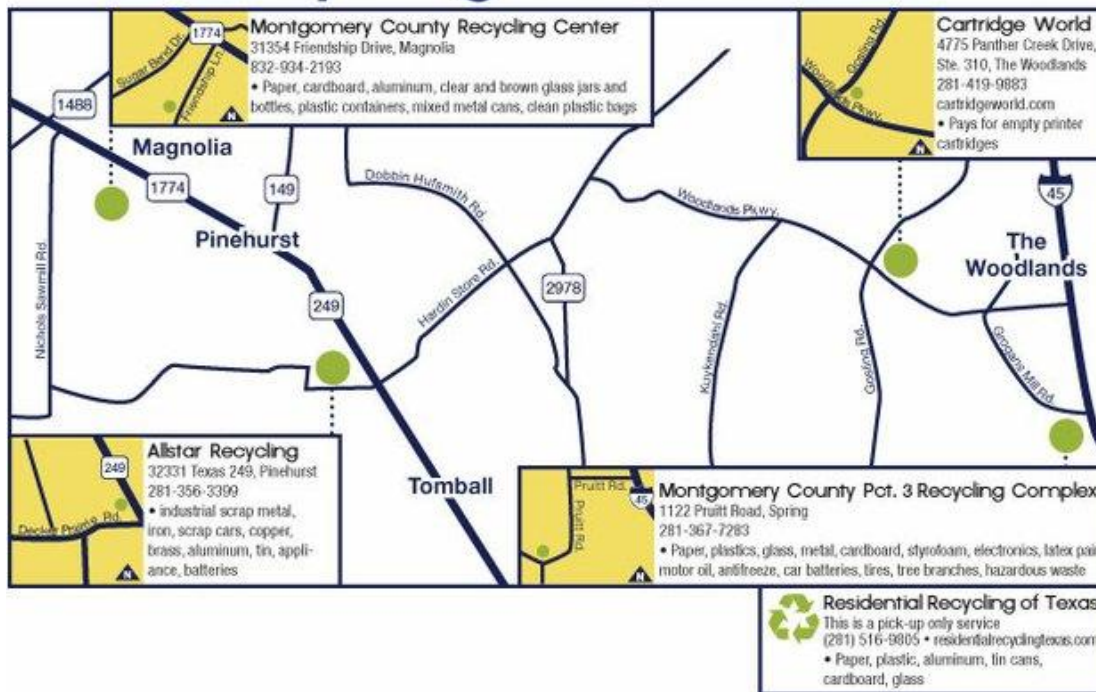 Montgomery County Recycling Center
31354 Friendship Drive, Magnolia
832-934-2193
• Paper, cardboard, aluminum, clear and brown glass jars and
bottles, plastic containers, mixed metal cans, clean plastic bags
1774
Sugar Bend Dr.
Friendship Ln.
N
Cartridge World
4775 Panther Creek Drive,
Ste. 310, The Woodlands
281-419-9883
cartridgeworld.com
• Pays for empty printer
cartridges
Gosling Rd.
Woodlands Pkwy.
N
1488
Magnolia
1774
149
Dobbin Hufsmith Rd.
Woodlands Pkwy.
45
Pinehurst
The
Woodlands
Nichols Sawmill Rd.
249
Hardin Store Rd.
2978
Kuykendahl Rd.
Gosling Rd.
Grogans Mill Rd.
Tomball
Allstar Recycling
32331 Texas 249, Pinehurst
281-356-3399
• industrial scrap metal,
iron, scrap cars, copper,
brass, aluminum, tin, appli-
ance, batteries
249
Decker Prairie Rd.
N
Montgomery County Pct. 3 Recycling Complex
1122 Pruitt Road, Spring
281-367-7283
• Paper, plastics, glass, metal, cardboard, styrofoam, electronics, latex pai
motor oil, antifreeze, car batteries, tires, tree branches, hazardous waste
Pruitt Rd.
45
Pruitt Rd.
N
Residential Recycling of Texas
This is a pick-up only service
(281) 516-9805 • residentialrecyclingtexas.com
• Paper, plastic, aluminum, tin cans,
cardboard, glass